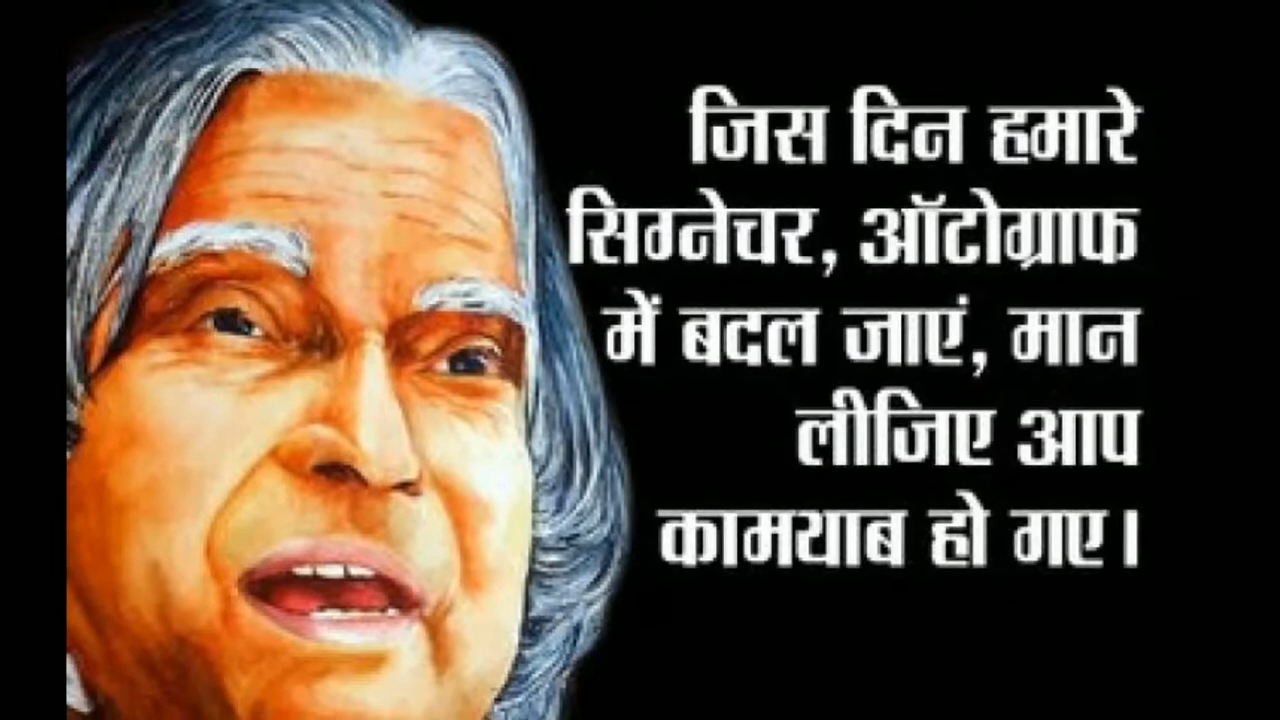 जिस दिन हमारे
सिग्नेचर, ऑटोग्राफ
में बदल जाएं, मान
लीजिए आप
कामयाब हो गए।